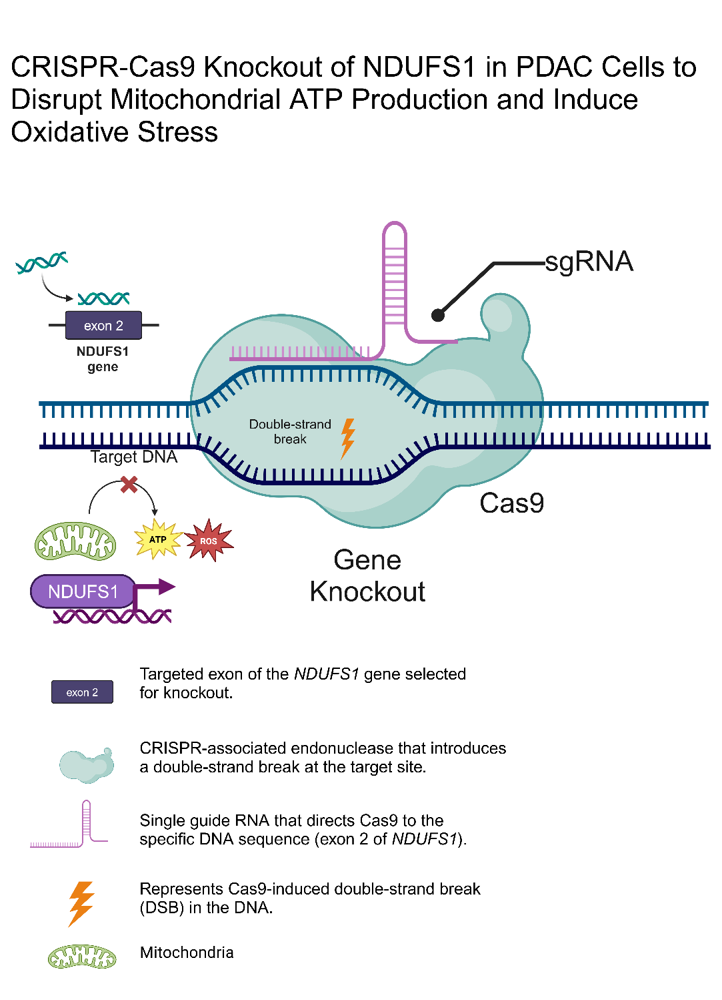 CRISPR-Cas9 Knockout of NDUFS1 in PDAC Cells to
Disrupt Mitochondrial ATP Production and Induce
Oxidative Stress
sgRNA
exon 2
NDUFS1
gene
Double-strand
break
Target DNA
Cas9
ATP
ROS
Gene
Knockout
NDUFS1
Targeted exon of the NDUFS1 gene selected
for knockout.
exon 2
CRISPR-associated endonuclease that introduces
a double-strand break at the target site.
Single guide RNA that directs Cas9 to the
specific DNA sequence (exon 2 of NDUFS1).
Represents Cas9-induced double-strand break
(DSB) in the DNA.
Mitochondria